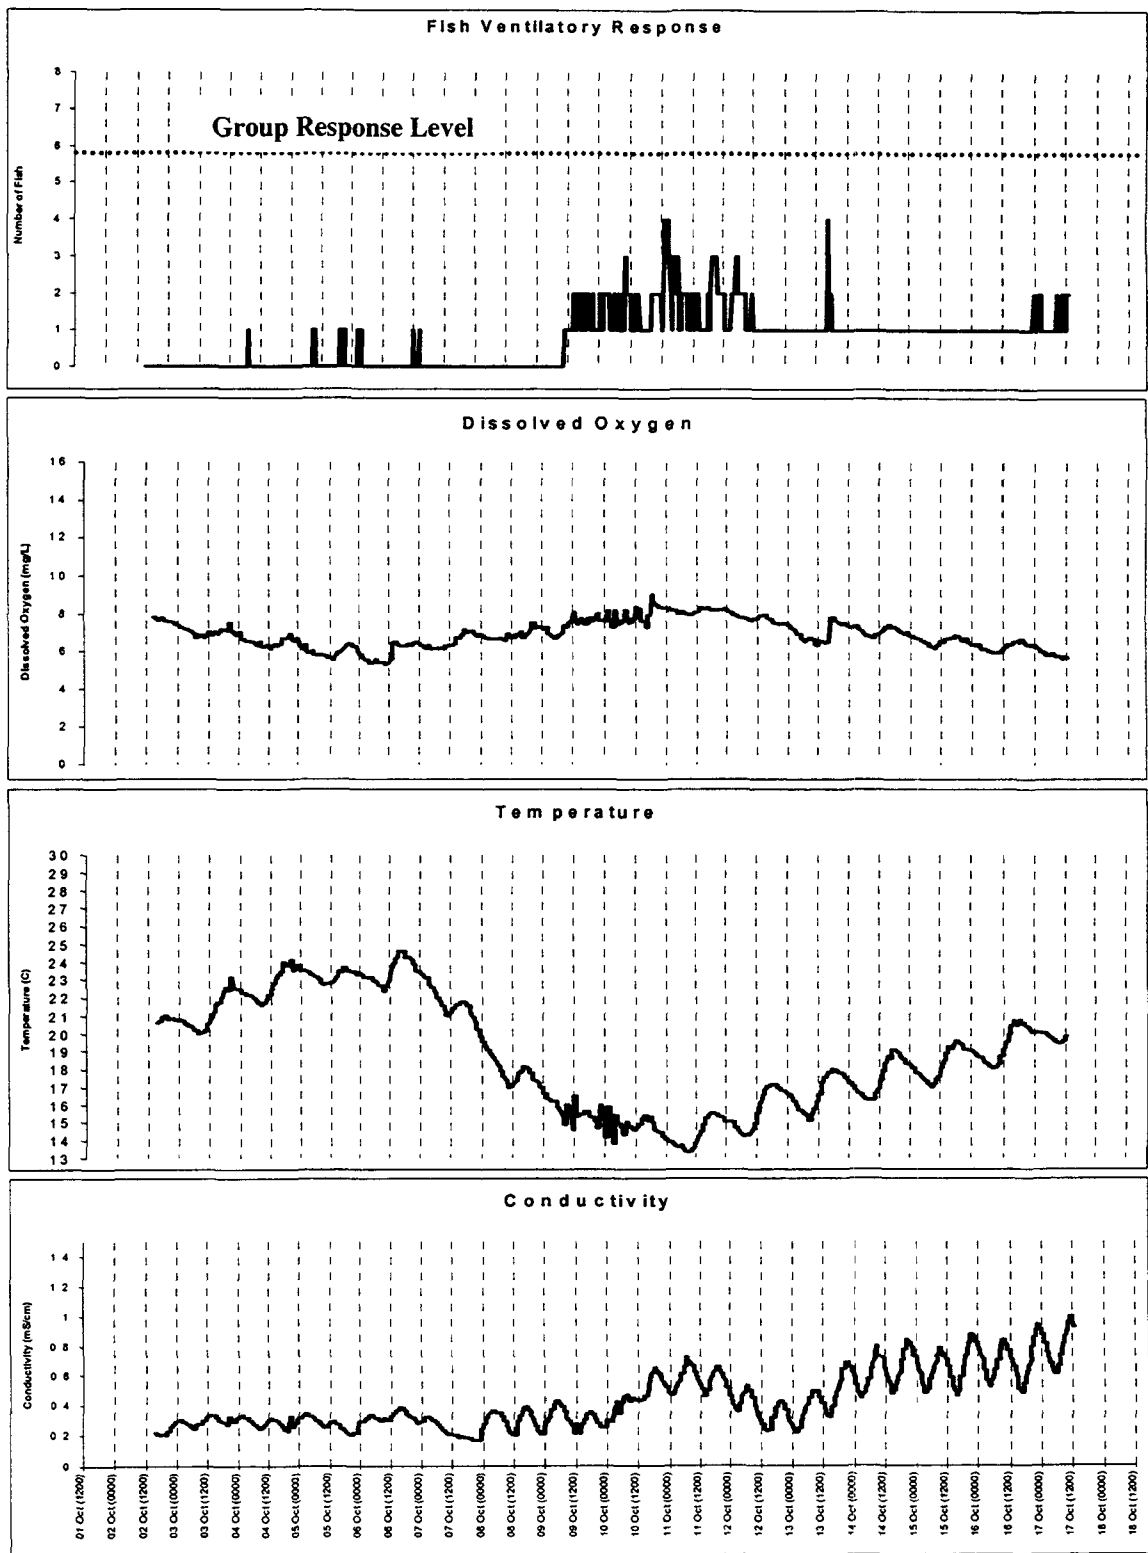 Fish Ventilatory Response
8
7
Group Response Level
6
5
4
3
2
1
0
Number of Fish
Dissolved Oxygen
16
14
12
10
8
6
4
2
0
Dissolved Oxygen (mg/L)
Temperature
30
29
28
27
26
25
24
23
22
21
20
19
18
17
16
15
14
13
Temperature (C)
Conductivity
1 4
1 2
1
0 8
0 6
0 4
0 2
0
Conductivity (mS/cm)
01 Oct (1200)
02 Oct (0000)
02 Oct (1200)
03 Oct (0000)
03 Oct (1200)
04 Oct (0000)
04 Oct (1200)
05 Oct (0000)
05 Oct (1200)
06 Oct (0000)
06 Oct (1200)
07 Oct (0000)
07 Oct (1200)
08 Oct (0000)
08 Oct (1200)
09 Oct (0000)
09 Oct (1200)
10 Oct (0000)
10 Oct (1200)
11 Oct (0000)
11 Oct (1200)
12 Oct (0000)
12 Oct (1200)
13 Oct (0000)
13 Oct (1200)
14 Oct (0000)
14 Oct (1200)
15 Oct (0000)
15 Oct (1200)
16 Oct (0000)
16 Oct (1200)
17 Oct (0000)
17 Oct (1200)
18 Oct (0000)
18 Oct (1200)